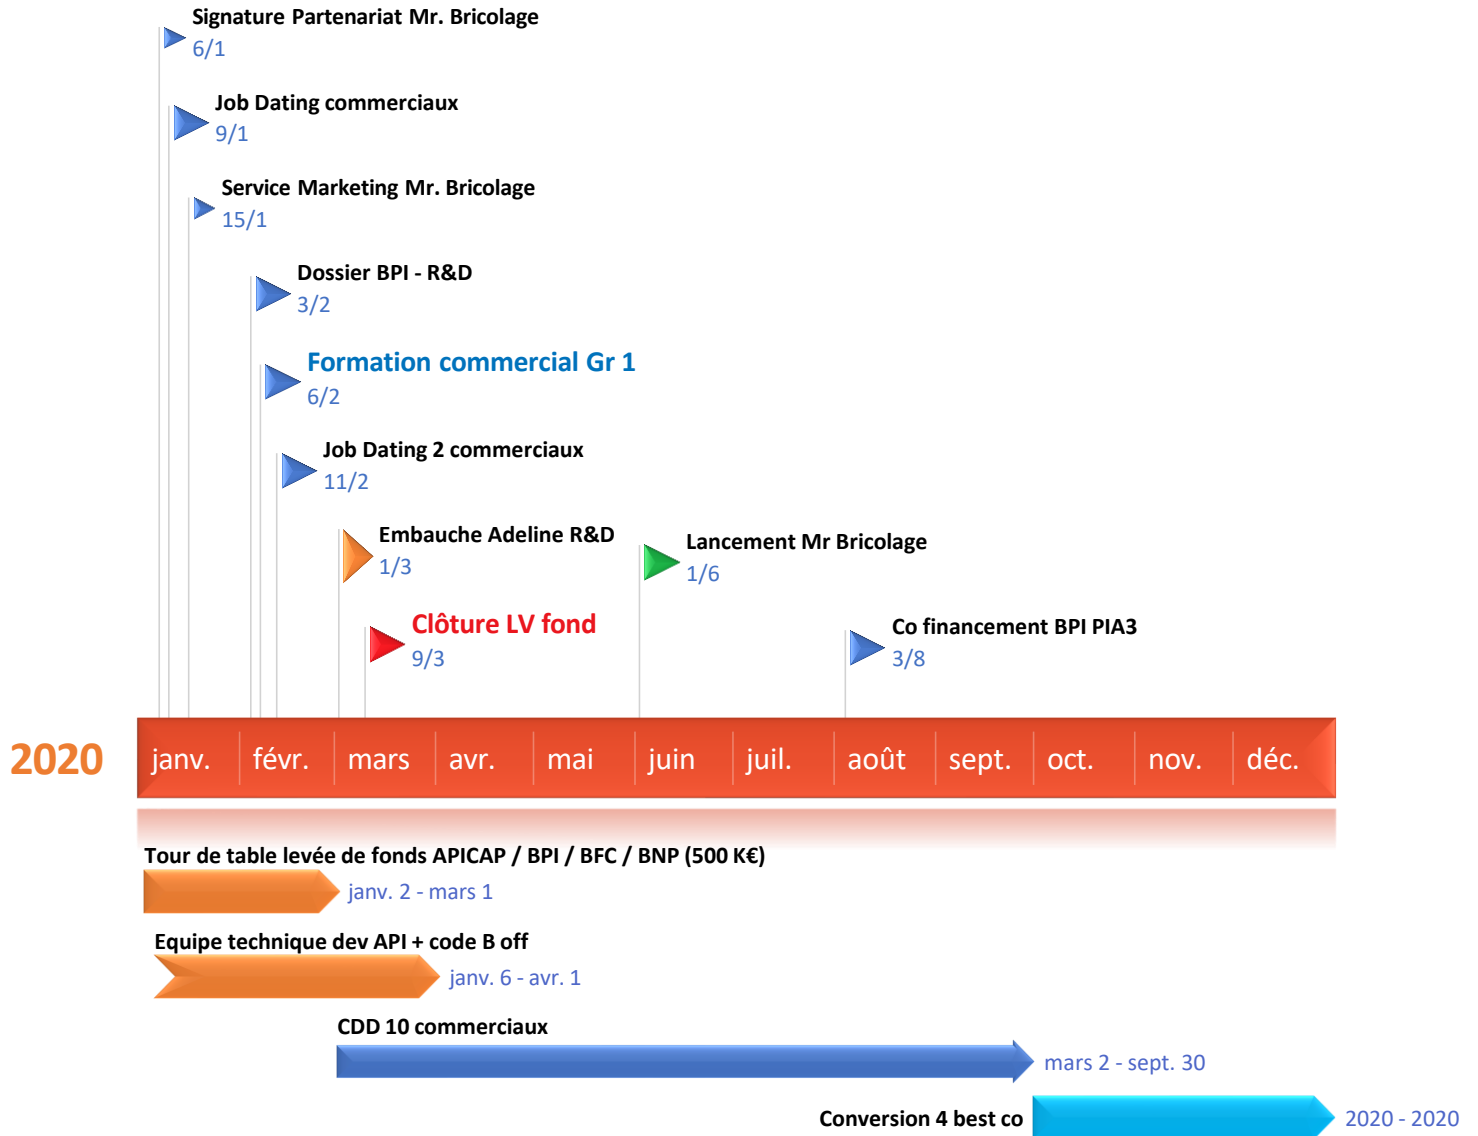 Signature Partenariat Mr. Bricolage
6/1
Job Dating commerciaux
9/1
Service Marketing Mr. Bricolage
15/1
Dossier BPI - R&D
3/2
Formation commercial Gr 1
6/2
Job Dating 2 commerciaux
11/2
Embauche Adeline R&D
1/3
Lancement Mr Bricolage
1/6
Clôture LV fond
9/3
Co financement BPI PIA3
3/8
2020
janv. févr. mars avr. mai juin juil. août sept. oct. nov. déc.
Tour de table levée de fonds APICAP / BPI / BFC / BNP (500 K€)
janv. 2 - mars 1
Equipe technique dev API + code B off
janv. 6 - avr. 1
CDD 10 commerciaux
mars 2 - sept. 30
Conversion 4 best co
2020 - 2020